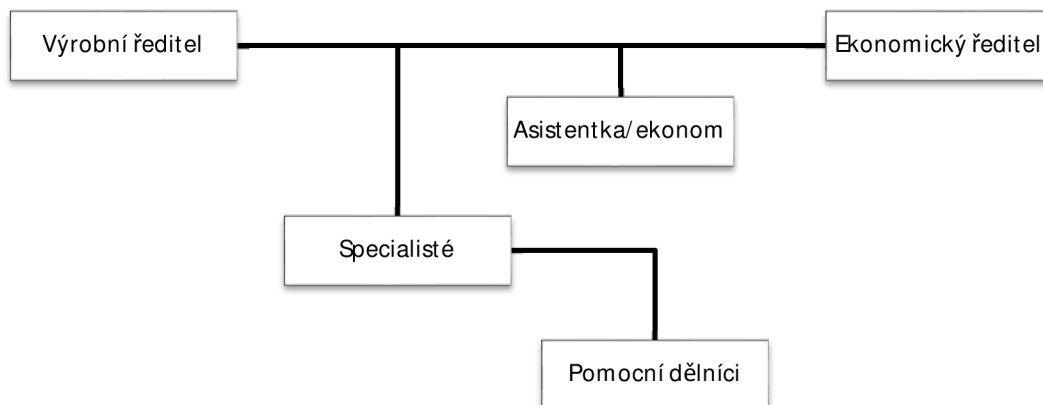 Výrobní ředitel
Ekonomický ředitel
Asistentka/ekonom
Specialisté
Pomocní dělníci